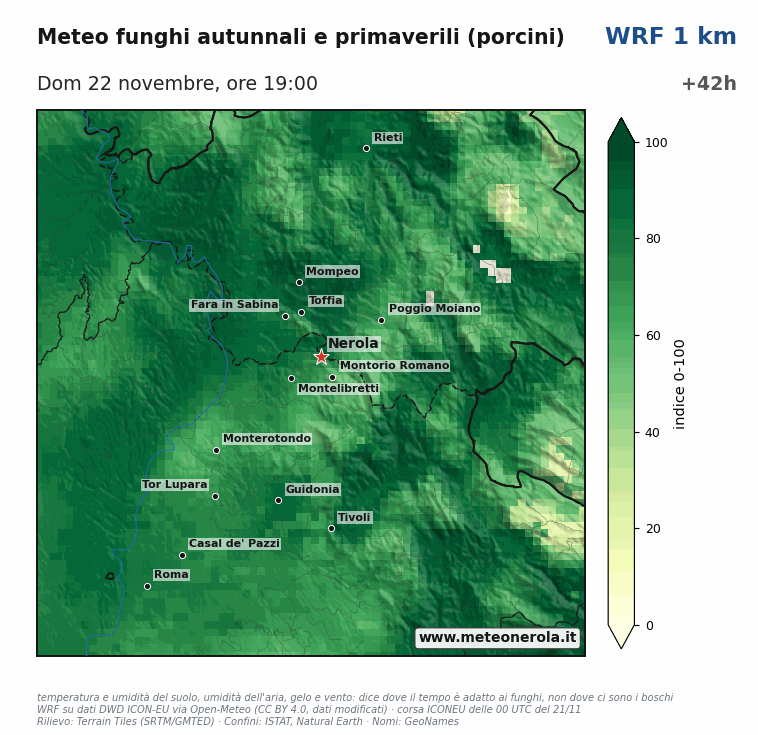 Meteo funghi autunnali e primaverili (porcini)
WRF 1 km
Dom 22 novembre, ore 19:00
+42h
Rieti
Mompeo
Toffia
Fara in Sabina
Poggio Moiano
Nerola
Montorio Romano
Montelibretti
Monterotondo
Tor Lupara
Guidonia
Tivoli
Casal de' Pazzi
Roma
www.meteonerola.it
100
80
60
40
20
0
indice 0-100
temperatura e umidità del suolo, umidità dell'aria, gelo e vento: dice dove il tempo è adatto ai funghi, non dove ci sono i boschi
WRF su dati DWD ICON-EU via Open-Meteo (CC BY 4.0, dati modificati) · corsa ICONEU delle 00 UTC del 21/11
Rilievo: Terrain Tiles (SRTM/GMTED) · Confini: ISTAT, Natural Earth · Nomi: GeoNames